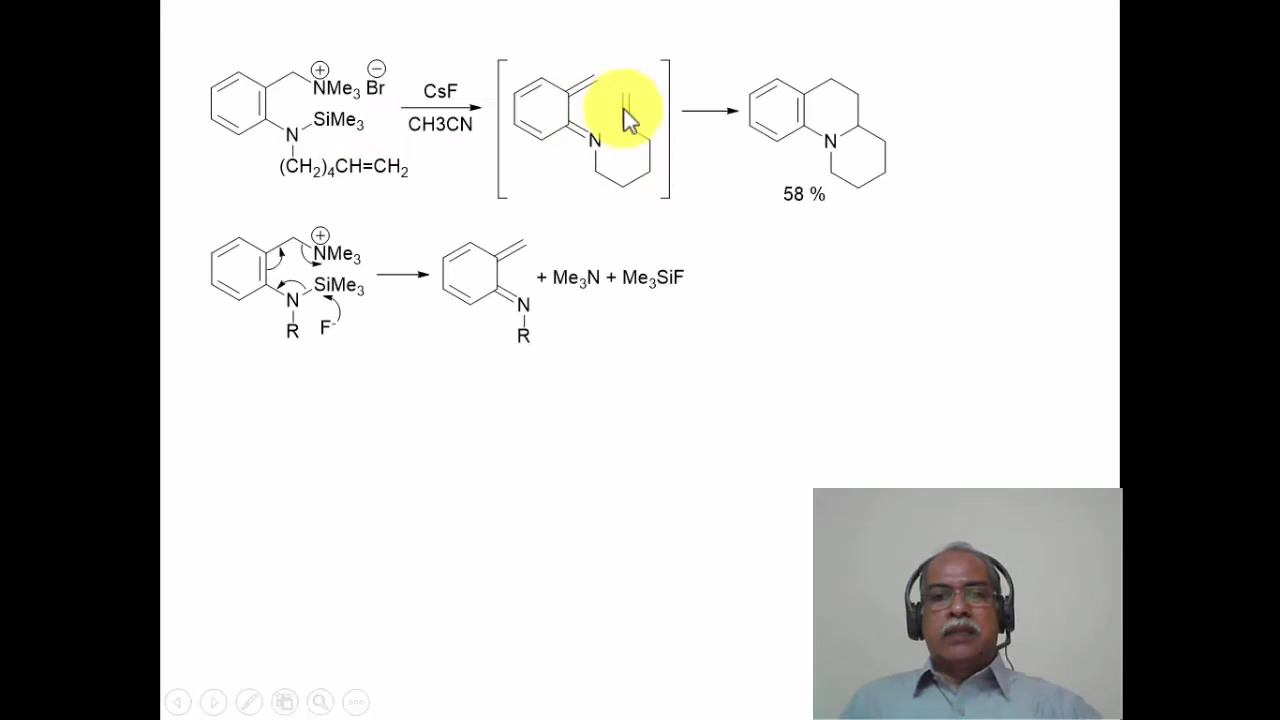 NMe3 Br
CsF
SiMe3
CH3CN
N
(CH2)4CH=CH2
N
N
58 %
NMe3
SiMe3
N
R
F-
+ Me3N + Me3SiF
N
R